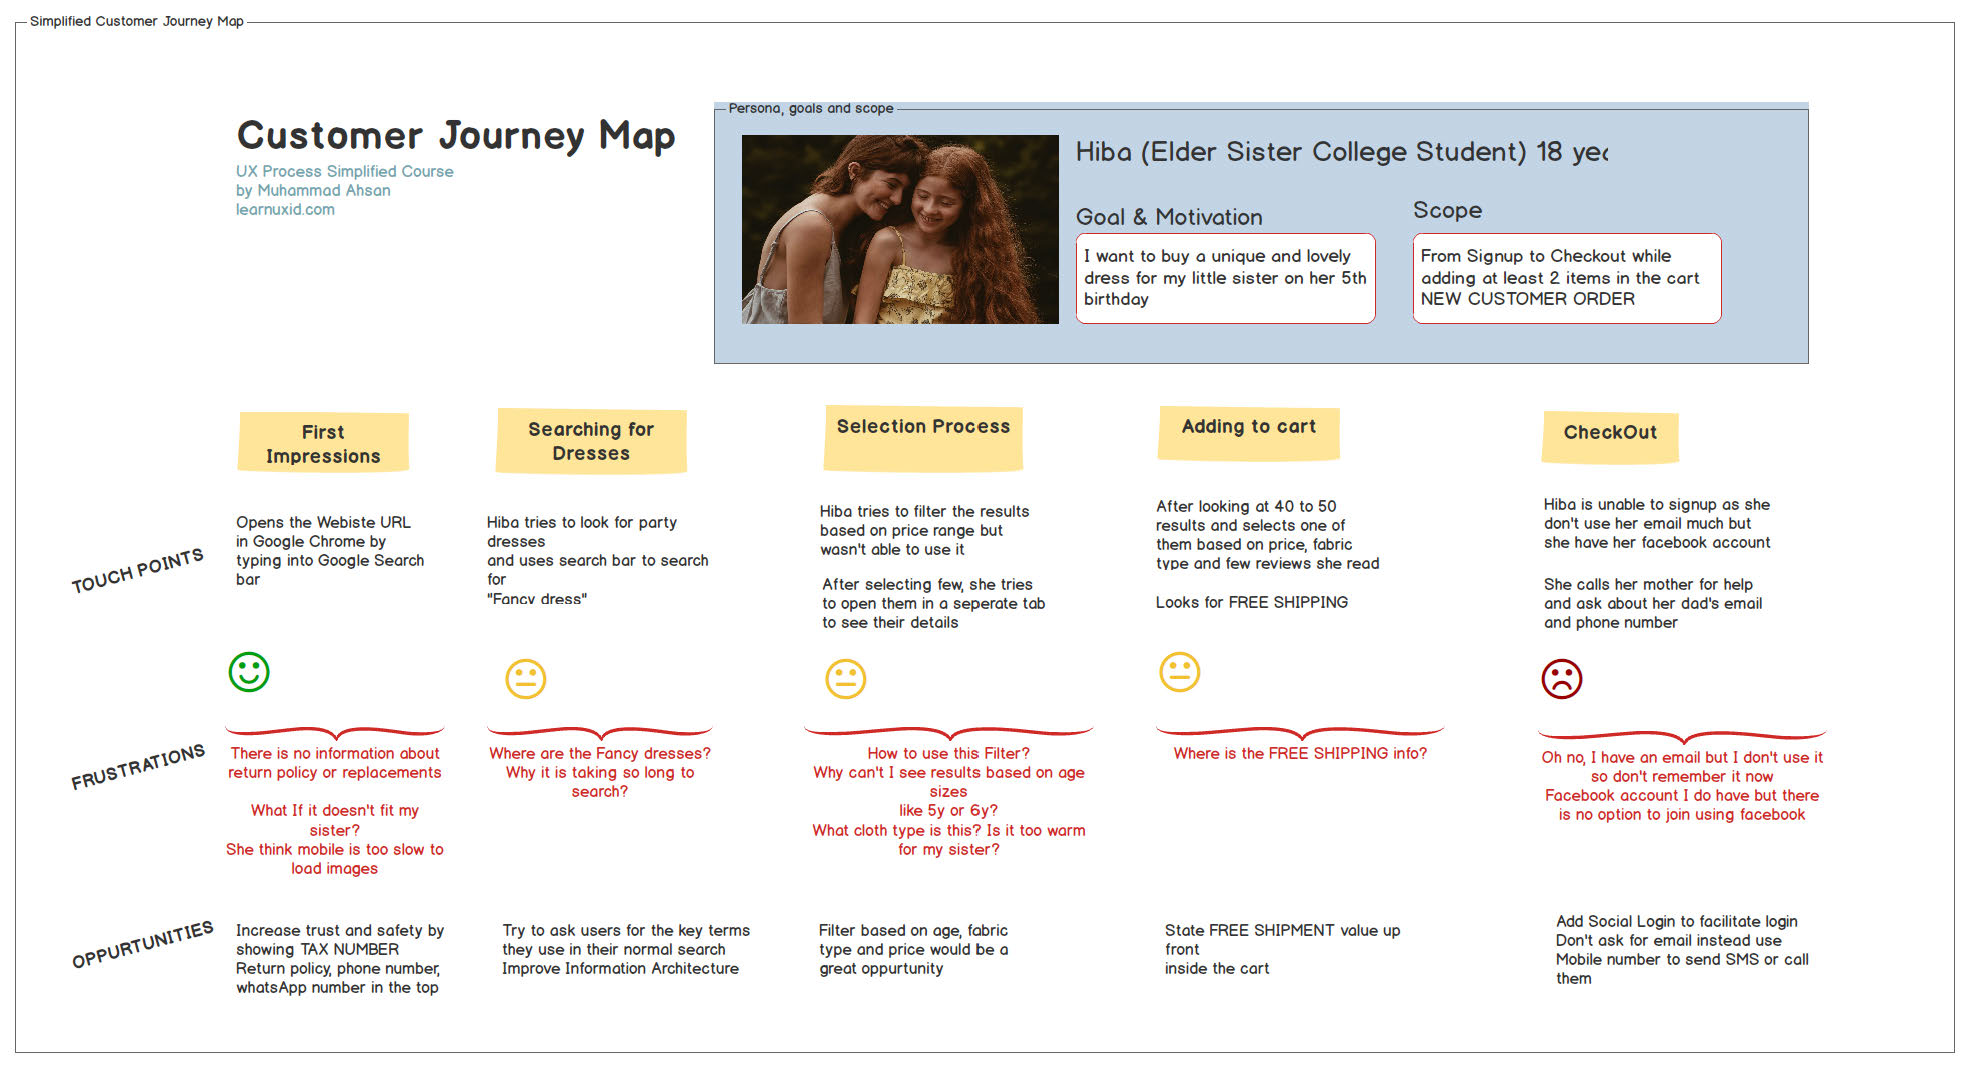 Simplified Customer Journey Map
Customer Journey Map
UX Process Simplified Course
by Muhammad Ahsan
learnuxid.com
Persona, goals and scope
Hiba (Elder Sister College Student) 18
Goal & Motivation
I want to buy a unique and lovely
dress for my little sister on her 5th
birthday
Scope
From Signup to Checkout while
adding at least 2 items in the cart
NEW CUSTOMER ORDER
First
Impressions
Searching for
Dresses
Selection Process
Adding to cart
CheckOut
TOUCH POINTS
Opens the Webiste URL
in Google Chrome by
typing into Google Search
bar
Hiba tries to look for party
dresses
and uses search bar to search
for
"Fancy dress"
Hiba tries to filter the results
based on price range but
wasn't able to use it
After selecting few, she tries
to open them in a seperate tab
to see their details
After looking at 40 to 50
results and selects one of
them based on price, fabric
type and few reviews she read
Looks for FREE SHIPPING
Hiba is unable to signup as she
don't use her email much but
she have her facebook account
She calls her mother for help
and ask about her dad's email
and phone number
FRUSTRATIONS
There is no information about
return policy or replacements
What If it doesn't fit my
sister?
She think mobile is too slow to
load images
Where are the Fancy dresses?
Why it is taking so long to
search?
How to use this Filter?
Why can't I see results based on age
sizes
like 5y or 6y?
What cloth type is this? Is it too warm
for my sister?
Where is the FREE SHIPPING info?
Oh no, I have an email but I don't use it
so don't remember it now
Facebook account I do have but there
is no option to join using facebook
OPPURTUNITIES
Increase trust and safety by
showing TAX NUMBER
Return policy, phone number,
whatsApp number in the top
Try to ask users for the key terms
they use in their normal search
Improve Information Architecture
Filter based on age, fabric
type and price would be a
great oppurtunity
State FREE SHIPMENT value up
front
inside the cart
Add Social Login to facilitate login
Don't ask for email instead use
Mobile number to send SMS or call
them